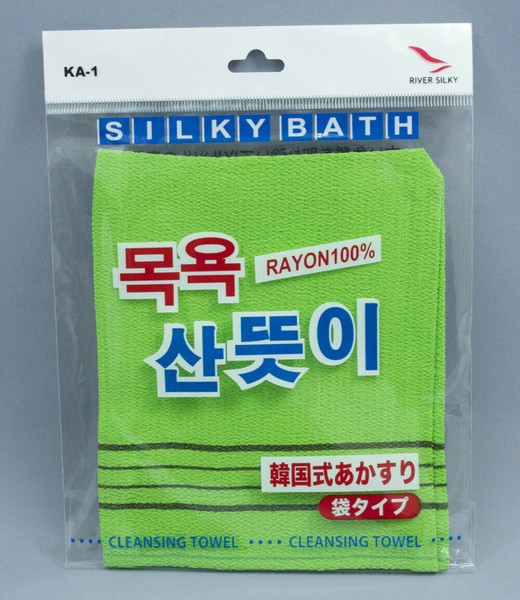 KA-1
RIVER SILKY
SILKY BATH
목욕
RAYON100%
산뜻이
韓国式あかすり
袋タイプ
•••• CLEANSING TOWEL •••• CLEANSING TOWEL ••••